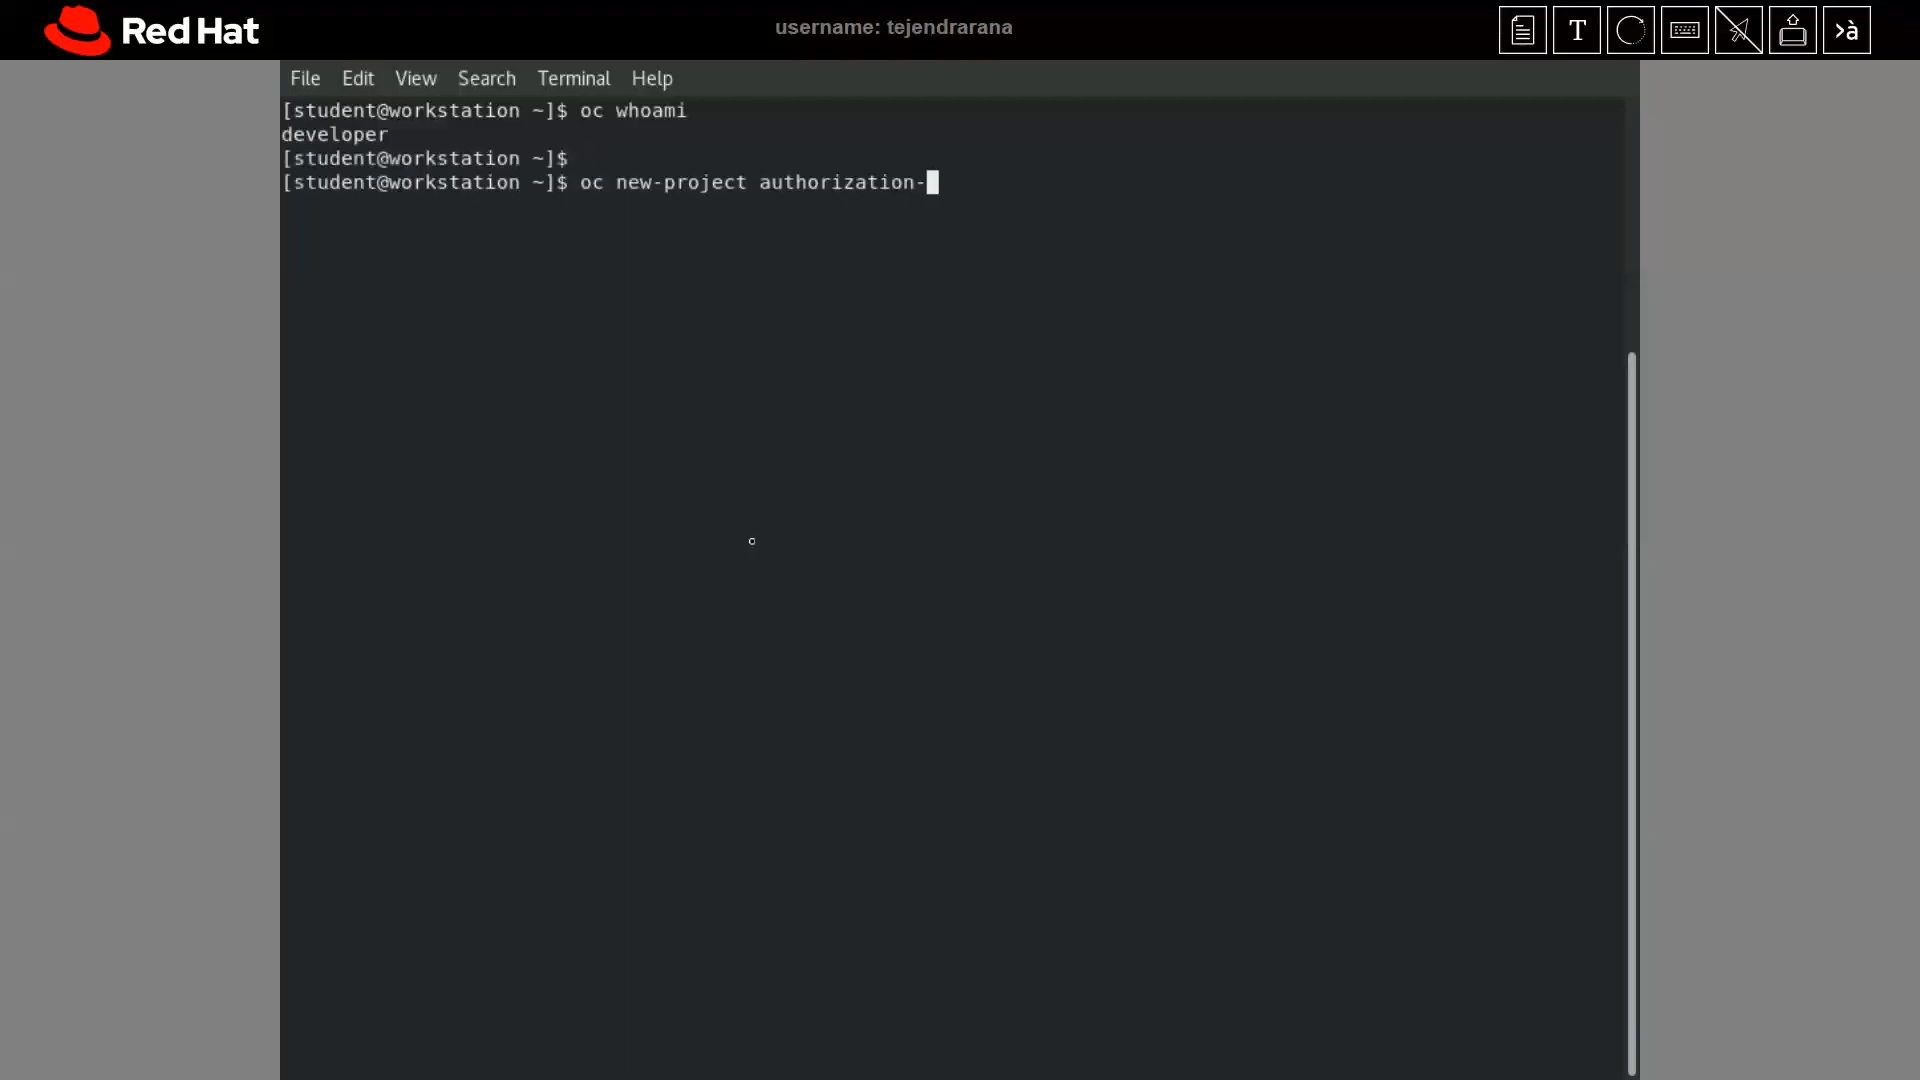 Red Hat
username: tejendrarana
T
>à
File Edit View Search Terminal Help
[student@workstation ~]$ oc whoami
developer
[student@workstation ~]$
[student@workstation ~]$ oc new-project authorization-